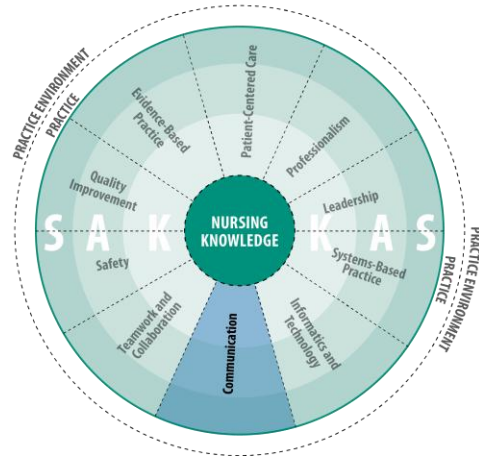 PRACTICE ENVIRONMENT
PRACTICE
Evidence-Based
Practice
Patient-Centered Care
Professionalism
Quality
Improvement
Leadership
S A K
NURSING
KNOWLEDGE
K A S
Safety
Systems-Based
Practice
Teamwork and
Collaboration
Communication
Informatics and
Technology
PRACTICE
PRACTICE ENVIRONMENT